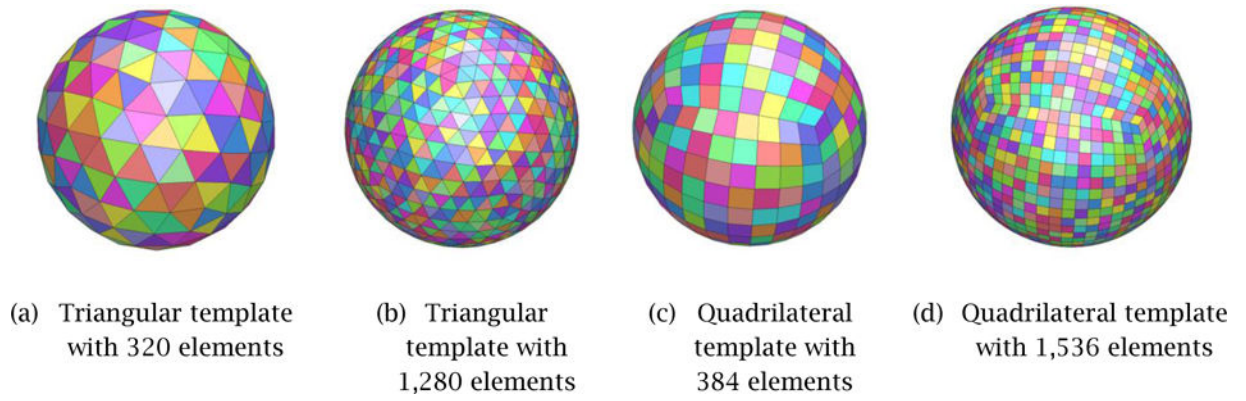 (a) Triangular template
with 320 elements
(b) Triangular
template with
1,280 elements
(c) Quadrilateral
template with
384 elements
(d) Quadrilateral template
with 1,536 elements